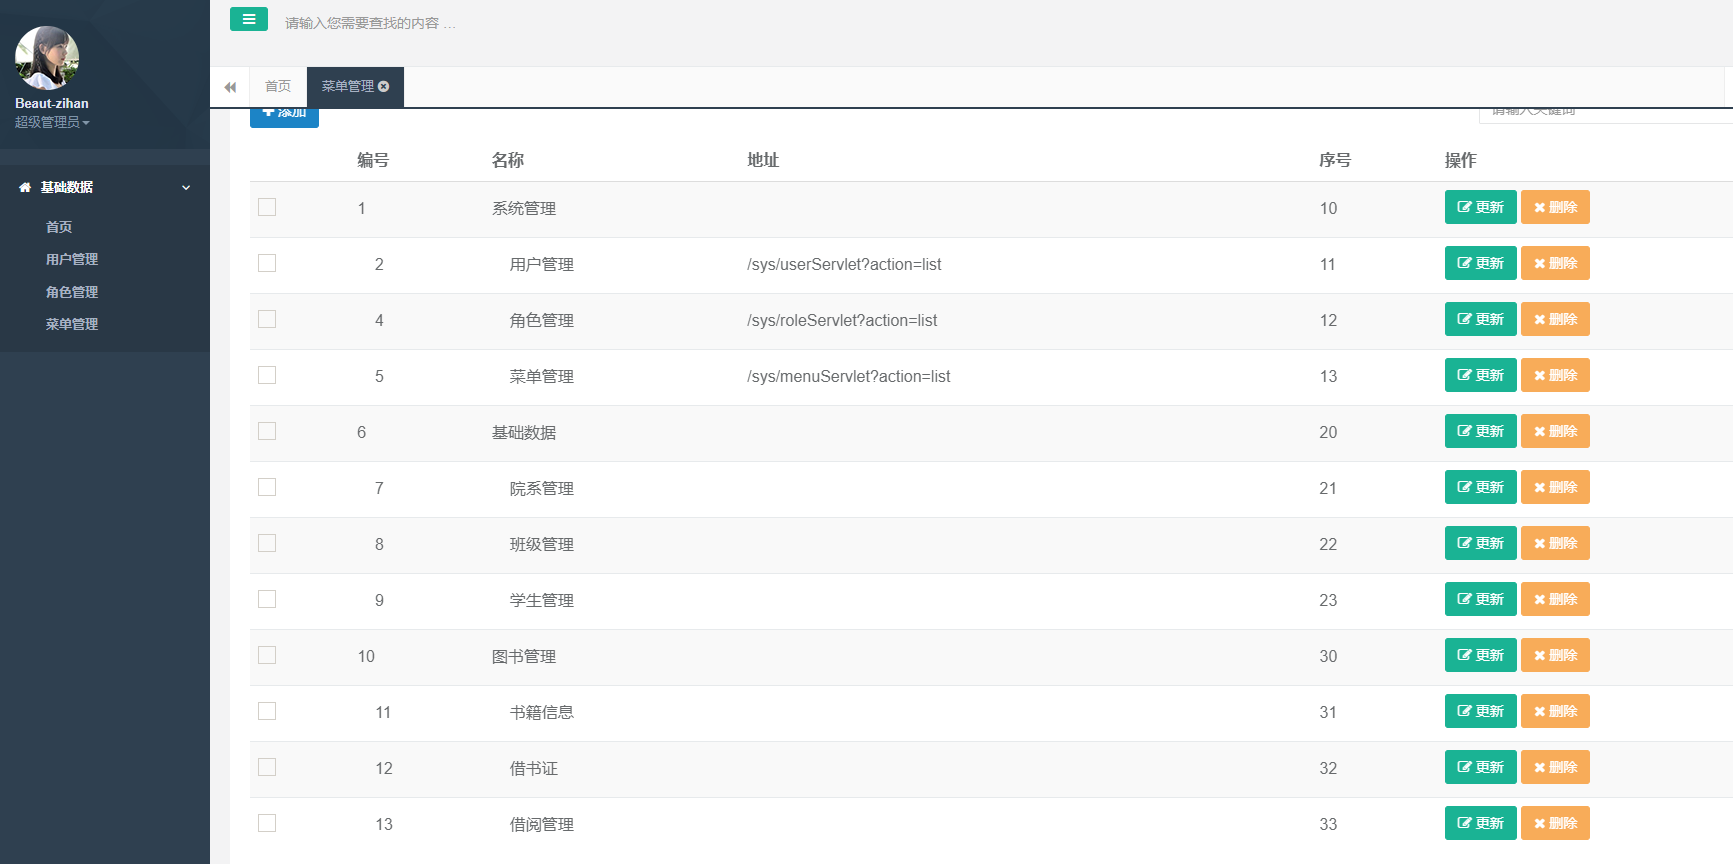 请输入您需要查找的内容 …
Beaut-zihan
超级管理员
首页 菜单管理
添加 请输入关键词
基础数据
首页
用户管理
角色管理
菜单管理
编号 名称 地址 序号 操作
1 系统管理 10 更新 删除
2 用户管理 /sys/userServlet?action=list 11 更新 删除
4 角色管理 /sys/roleServlet?action=list 12 更新 删除
5 菜单管理 /sys/menuServlet?action=list 13 更新 删除
6 基础数据 20 更新 删除
7 院系管理 21 更新 删除
8 班级管理 22 更新 删除
9 学生管理 23 更新 删除
10 图书管理 30 更新 删除
11 书籍信息 31 更新 删除
12 借书证 32 更新 删除
13 借阅管理 33 更新 删除